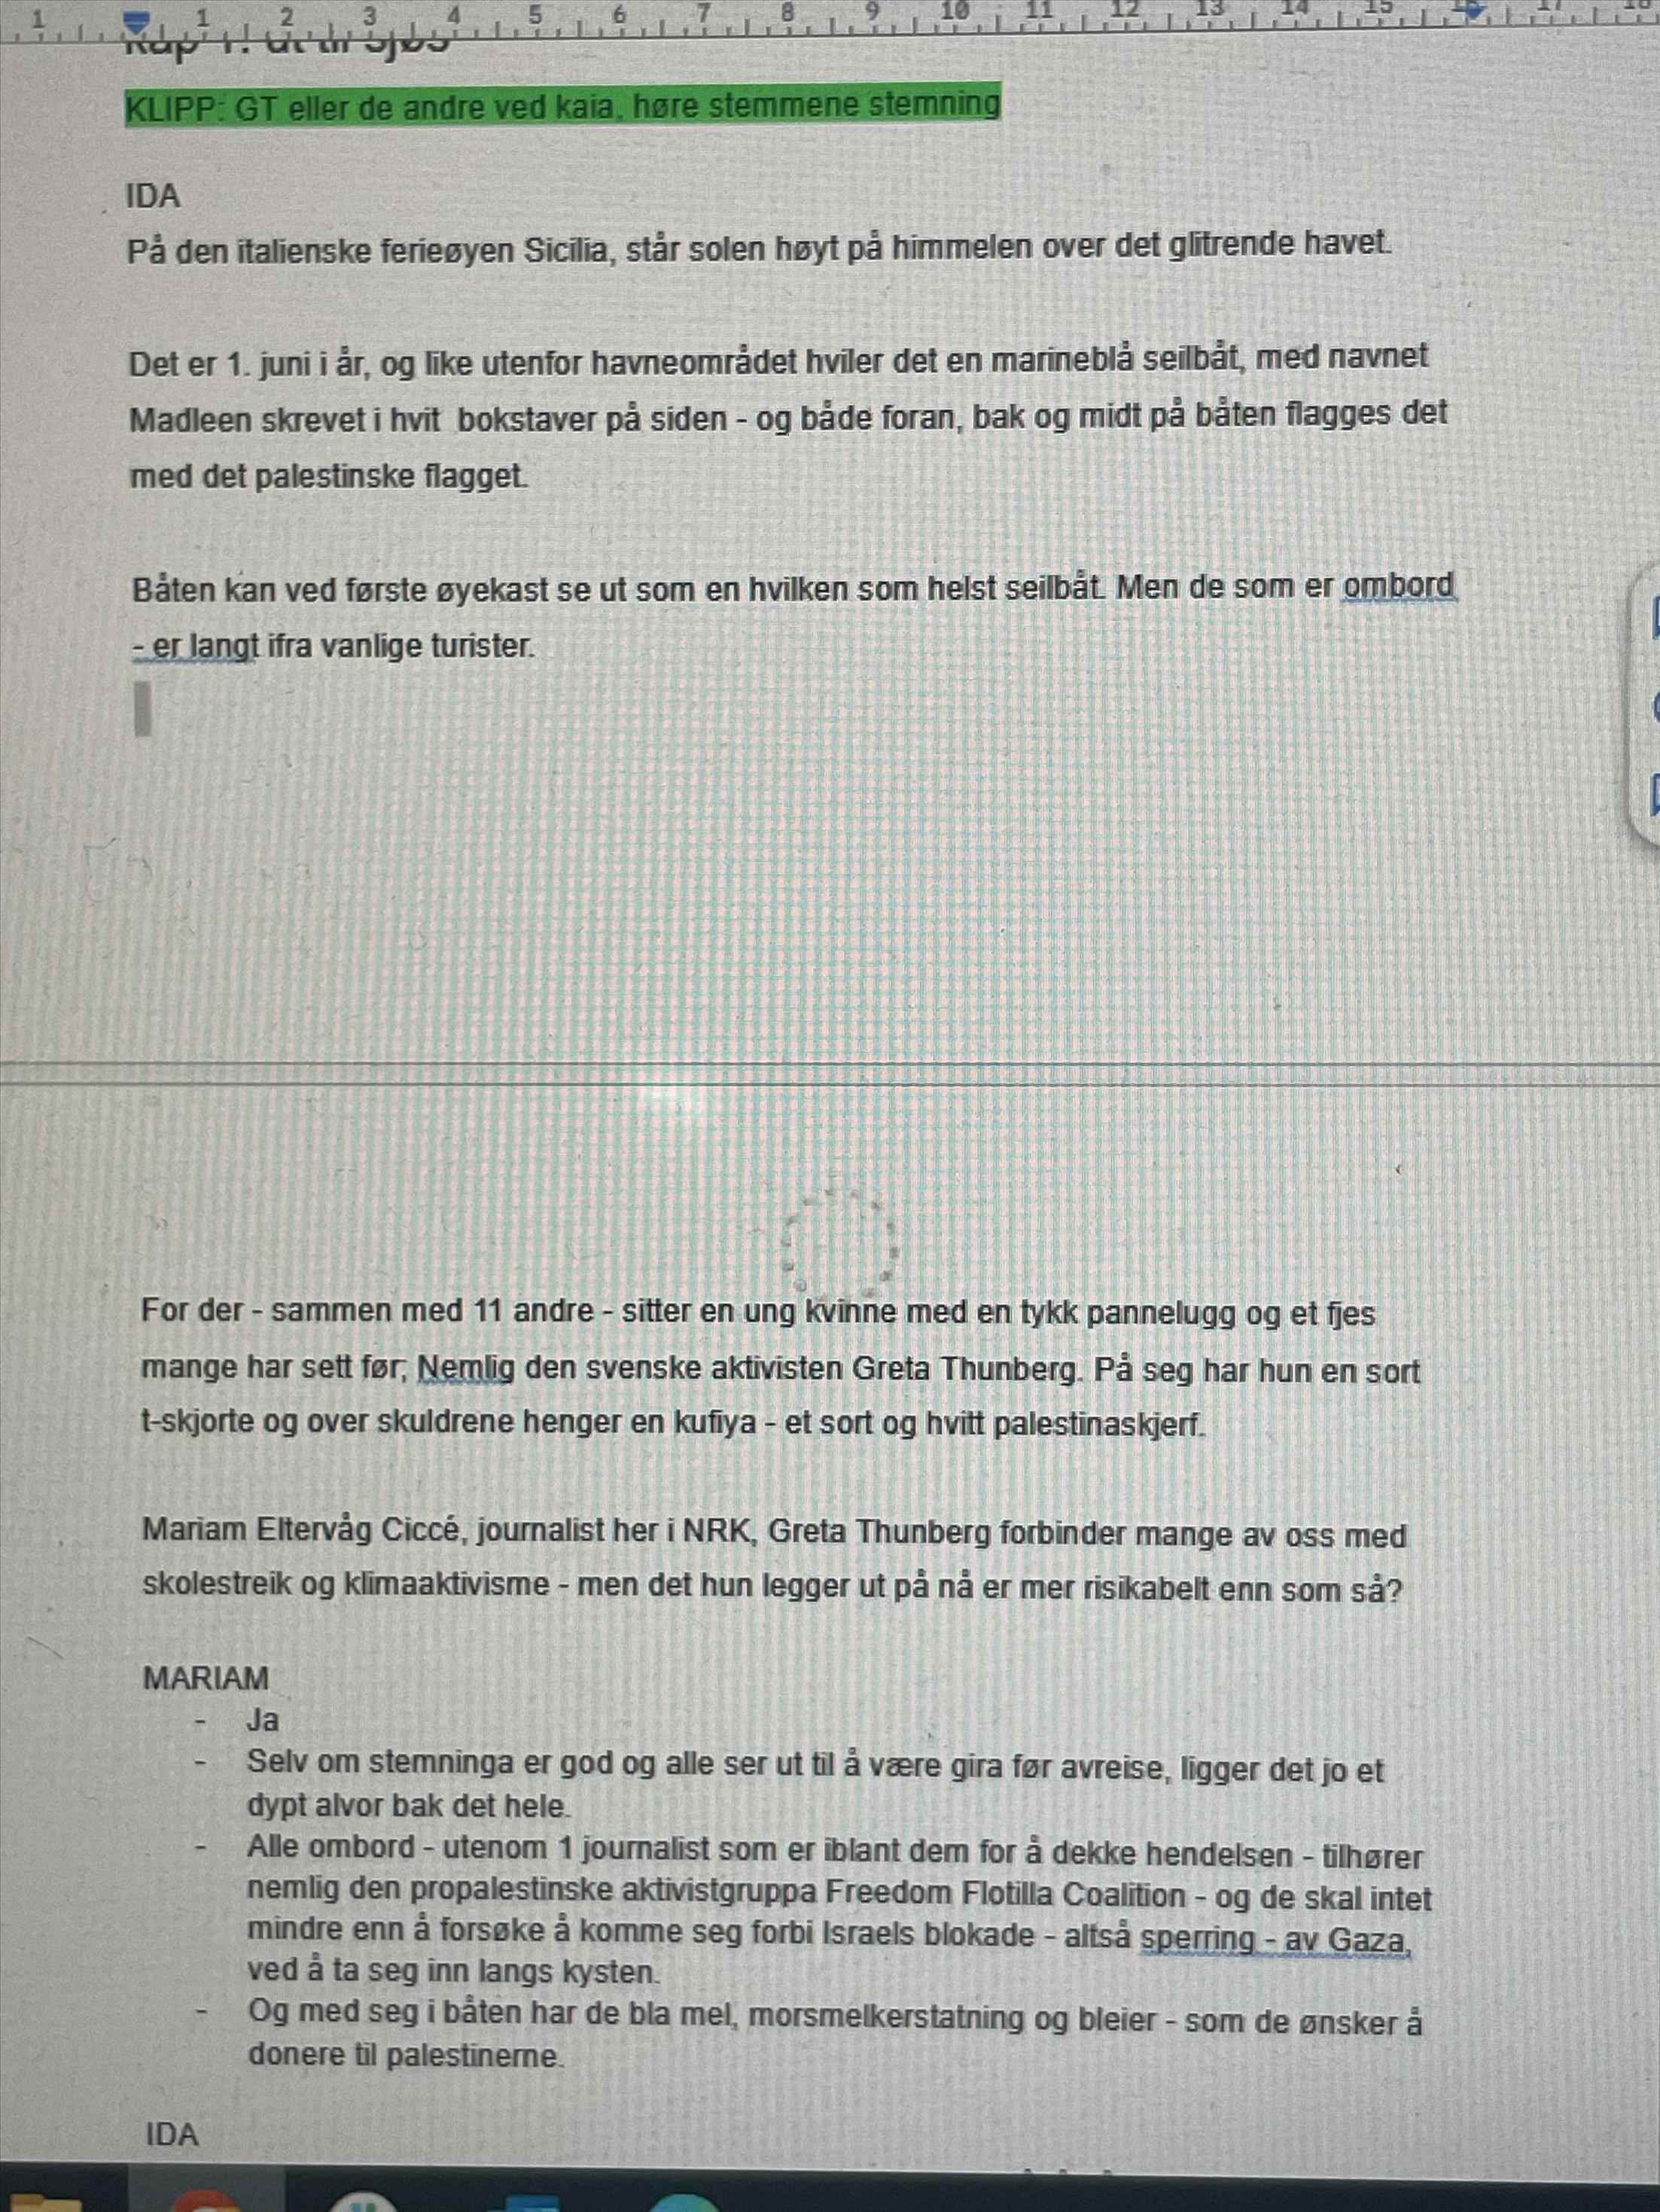 1 1 2 3 4 5 6 7 8 9 10 11 12 13 14 15 17 18
Kap 1: ut til sjøs
KLIPP: GT eller de andre ved kaia, høre stemmene stemning
IDA
På den italienske ferieøyen Sicilia, står solen høyt på himmelen over det glitrende havet.
Det er 1. juni i år, og like utenfor havneområdet hviler det en marineblå seilbåt, med navnet
Madleen skrevet i hvit bokstaver på siden - og både foran, bak og midt på båten flagges det
med det palestinske flagget.
Båten kan ved første øyekast se ut som en hvilken som helst seilbåt. Men de som er ombord
- er langt ifra vanlige turister.
For der - sammen med 11 andre - sitter en ung kvinne med en tykk pannelugg og et fjes
mange har sett før; Nemlig den svenske aktivisten Greta Thunberg. På seg har hun en sort
t-skjorte og over skuldrene henger en kufiya - et sort og hvitt palestinaskjerf.
Mariam Eltervåg Ciccé, journalist her i NRK, Greta Thunberg forbinder mange av oss med
skolestreik og klimaaktivisme - men det hun legger ut på nå er mer risikabelt enn som så?
MARIAM
- Ja
- Selv om stemninga er god og alle ser ut til å være gira før avreise, ligger det jo et
dypt alvor bak det hele.
- Alle ombord - utenom 1 journalist som er iblant dem for å dekke hendelsen - tilhører
nemlig den propalestinske aktivistgruppa Freedom Flotilla Coalition - og de skal intet
mindre enn å forsøke å komme seg forbi Israels blokade - altså sperring - av Gaza,
ved å ta seg inn langs kysten.
- Og med seg i båten har de bla mel, morsmelkerstatning og bleier - som de ønsker å
donere til palestinerne.
IDA